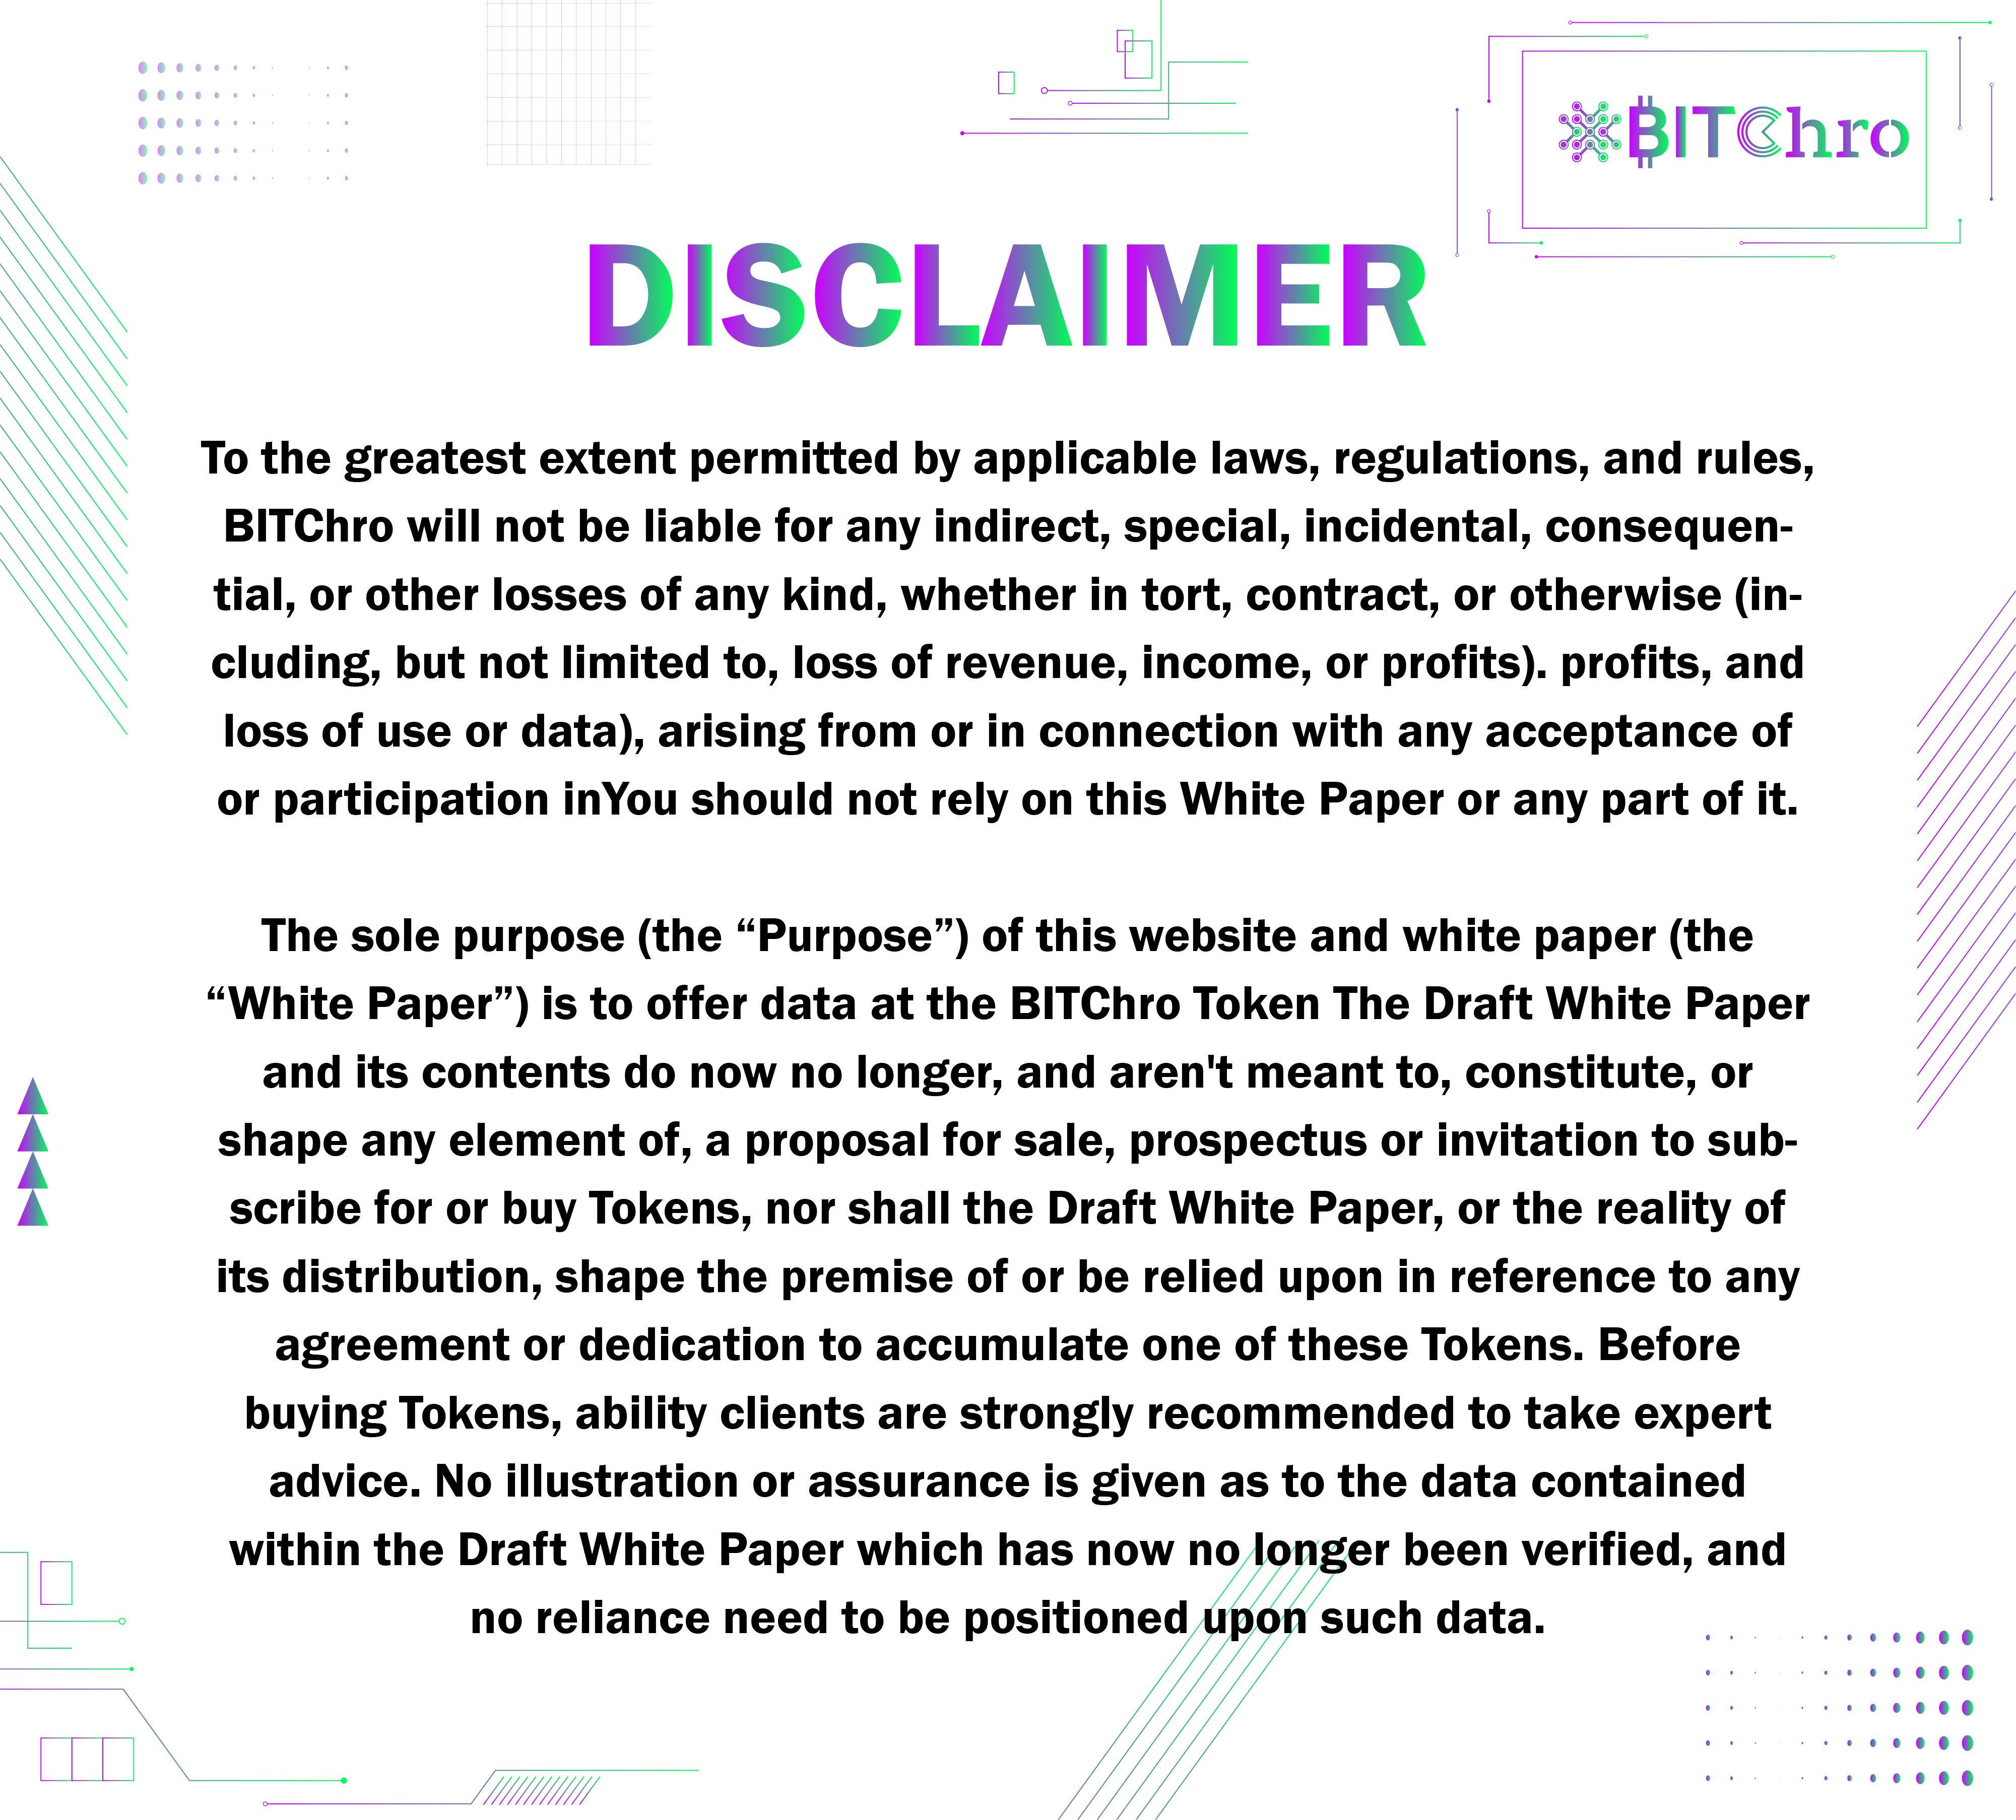 BITChro
DISCLAIMER
To the greatest extent permitted by applicable laws, regulations, and rules,
BITChro will not be liable for any indirect, special, incidental, consequen-
tial, or other losses of any kind, whether in tort, contract, or otherwise (in-
cluding, but not limited to, loss of revenue, income, or profits). profits, and
loss of use or data), arising from or in connection with any acceptance of
or participation inYou should not rely on this White Paper or any part of it.
The sole purpose (the “Purpose”) of this website and white paper (the
“White Paper”) is to offer data at the BITChro Token The Draft White Paper
and its contents do now no longer, and aren't meant to, constitute, or
shape any element of, a proposal for sale, prospectus or invitation to sub-
scribe for or buy Tokens, nor shall the Draft White Paper, or the reality of
its distribution, shape the premise of or be relied upon in reference to any
agreement or dedication to accumulate one of these Tokens. Before
buying Tokens, ability clients are strongly recommended to take expert
advice. No illustration or assurance is given as to the data contained
within the Draft White Paper which has now no longer been verified, and
no reliance need to be positioned upon such data.